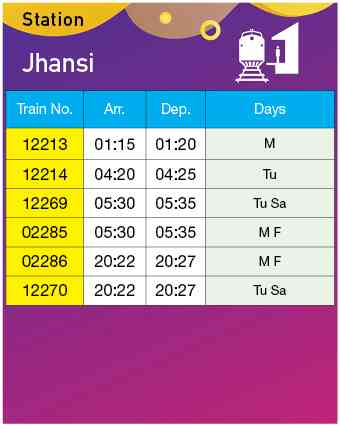 Station
Jhansi
Train No. Arr. Dep. Days
12213 01:15 01:20 M
12214 04:20 04:25 Tu
12269 05:30 05:35 Tu Sa
02285 05:30 05:35 M F
02286 20:22 20:27 M F
12270 20:22 20:27 Tu Sa